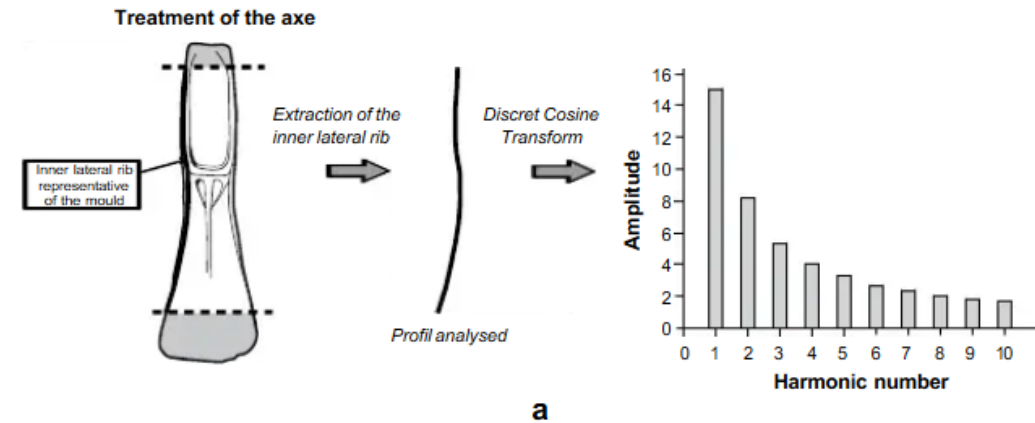 Treatment of the axe
Inner lateral rib
representative
of the mould
Extraction of the
inner lateral rib
Profil analysed
Discret Cosine
Transform
Amplitude
16
14
12
10
8
6
4
2
0
0 1 2 3 4 5 6 7 8 9 10
Harmonic number
a